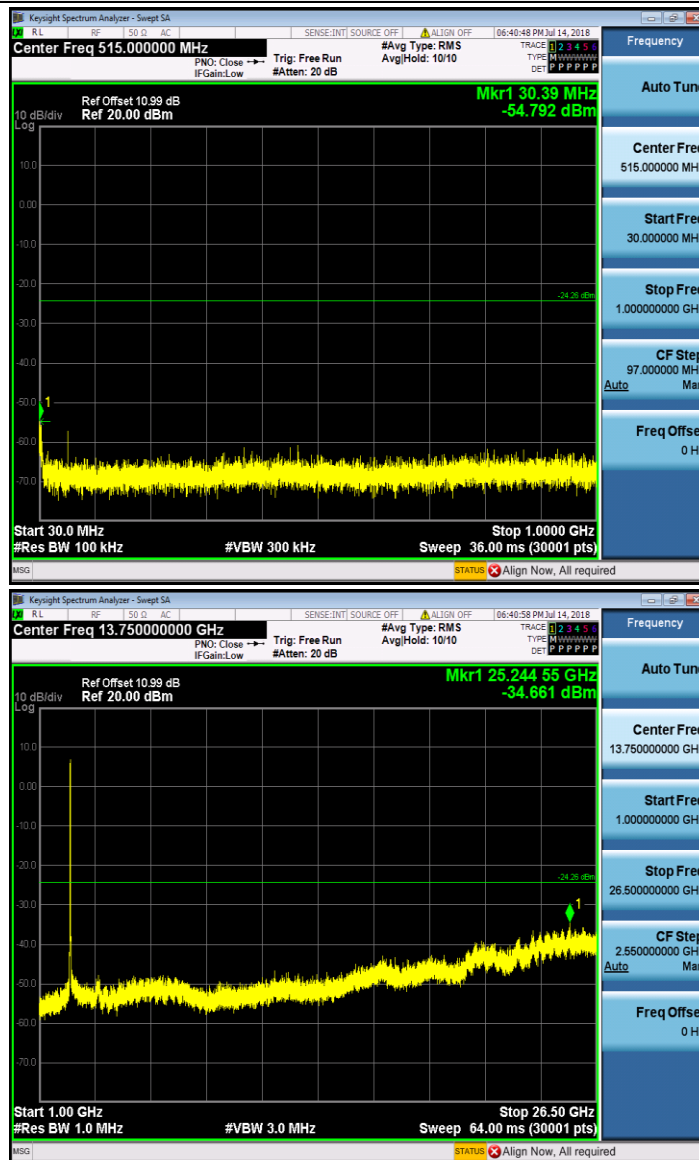 Keysight Spectrum Analyzer - Swept SA
RL RF 50 Ω AC SENSE:INT SOURCE OFF ALIGN OFF 06:40:48 PM Jul 14, 2018
Center Freq 515.000000 MHz
PNO: Close
IFGain:Low
Trig: Free Run
#Atten: 20 dB
#Avg Type: RMS
Avg|Hold: 10/10
TRACE 1 2 3 4 5 6
TYPE M W W W W W
DET P P P P P P
Frequency
Mkr1 30.39 MHz
-54.792 dBm
Ref Offset 10.99 dB
Ref 20.00 dBm
10 dB/div
Log
10.0
0.00
-10.0
-20.0
-30.0
-40.0
-50.0
-60.0
-70.0
-24.26 dBm
1
Start 30.0 MHz
Stop 1.0000 GHz
#Res BW 100 kHz
#VBW 300 kHz
Sweep 36.00 ms (30001 pts)
Auto Tun
Center Fre
515.000000 MH
Start Fre
30.000000 MH
Stop Fre
1.000000000 GH
CF Ste
97.000000 MH
Auto Ma
Freq Offse
0 H
MSG
STATUS Align Now, All required
Keysight Spectrum Analyzer - Swept SA
RL RF 50 Ω AC SENSE:INT SOURCE OFF ALIGN OFF 06:40:58 PM Jul 14, 2018
Center Freq 13.750000000 GHz
PNO: Close
IFGain:Low
Trig: Free Run
#Atten: 20 dB
#Avg Type: RMS
Avg|Hold: 10/10
TRACE 1 2 3 4 5 6
TYPE M W W W W W
DET P P P P P P
Frequency
Mkr1 25.244 55 GHz
-34.661 dBm
Ref Offset 10.99 dB
Ref 20.00 dBm
10 dB/div
Log
10.0
0.00
-10.0
-20.0
-30.0
-40.0
-50.0
-60.0
-70.0
-24.26 dBm
1
Start 1.00 GHz
Stop 26.50 GHz
#Res BW 1.0 MHz
#VBW 3.0 MHz
Sweep 64.00 ms (30001 pts)
Auto Tun
Center Fre
13.750000000 GH
Start Fre
1.000000000 GH
Stop Fre
26.500000000 GH
CF Ste
2.550000000 GH
Auto Ma
Freq Offse
0 H
MSG
STATUS Align Now, All required